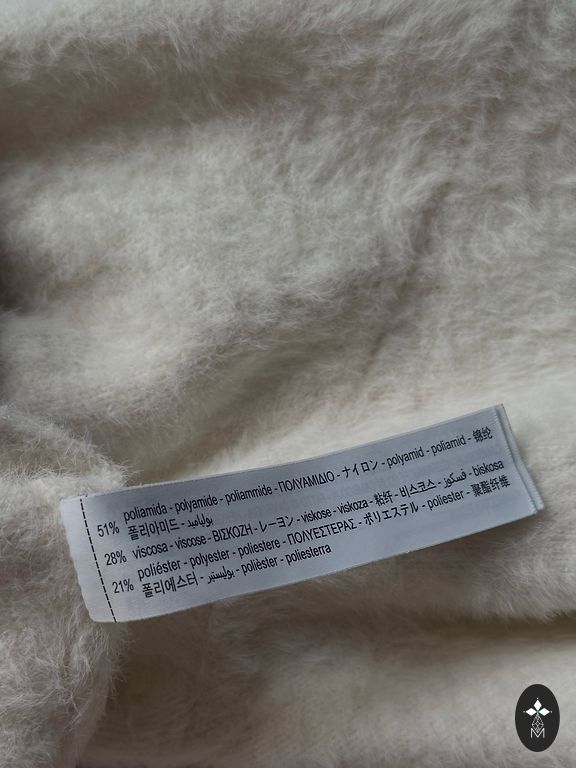 51% poliamida - polyamide - poliammide - ΠΟΛΥΑΜΙΔΙΟ - ナイロン - polyamid - poliamid - 锦纶
폴리아미드 - بولياميد
28% viscosa - viscose - ΒΙΣΚΟΖΗ - レーヨン - viskose - viskoza - 粘纤 - 비스코스 - فسكوز - biskosa
21% poliéster - polyester - poliestere - ΠΟΛΥΕΣΤΕΡΑΣ - ポリエステル - poliester - 聚酯纤维
폴리에스터 - بوليستير - polièster - poliesterra
M